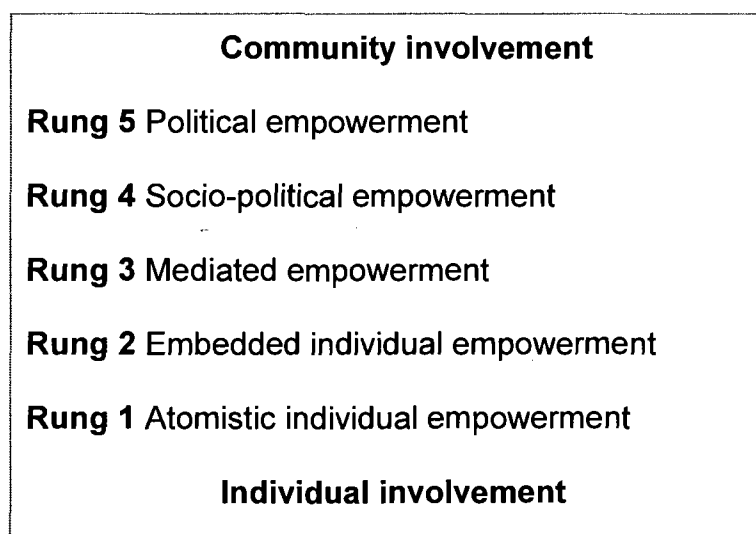 Community involvement
Rung 5 Political empowerment
Rung 4 Socio-political empowerment
Rung 3 Mediated empowerment
Rung 2 Embedded individual empowerment
Rung 1 Atomistic individual empowerment
Individual involvement